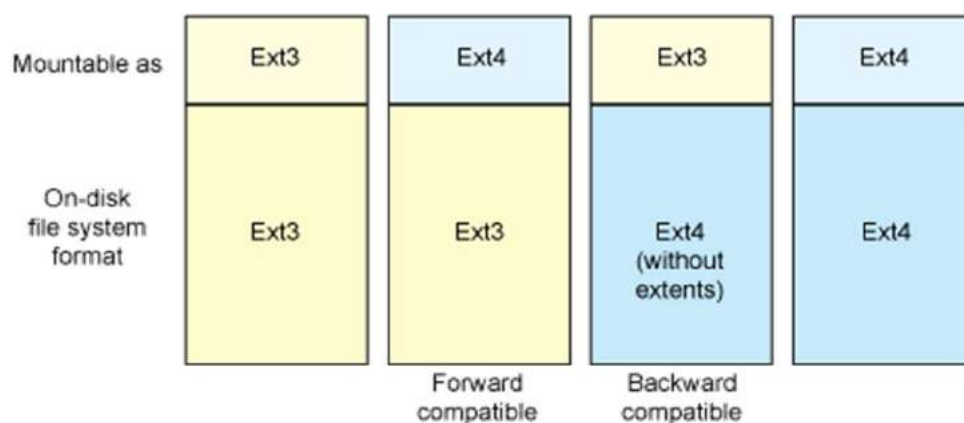 Mountable as
Ext3
Ext4
Ext3
Ext4
On-disk
file system
format
Ext3
Ext3
Ext4
(without
extents)
Ext4
Forward
compatible
Backward
compatible